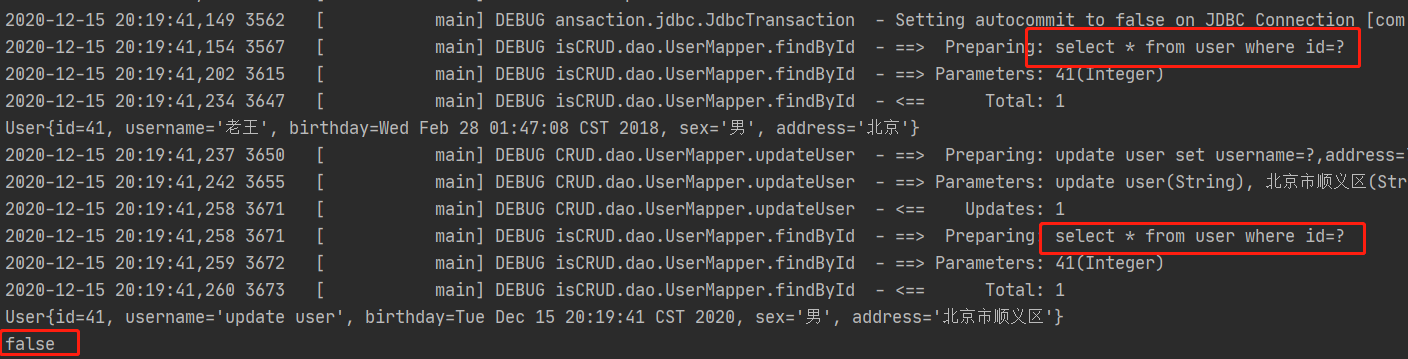 2020-12-15 20:19:41,149 3562   [           main] DEBUG ansaction.jdbc.JdbcTransaction  - Setting autocommit to false on JDBC Connection [com
2020-12-15 20:19:41,154 3567   [           main] DEBUG isCRUD.dao.UserMapper.findById  - ==>  Preparing: select * from user where id=?
2020-12-15 20:19:41,202 3615   [           main] DEBUG isCRUD.dao.UserMapper.findById  - ==> Parameters: 41(Integer)
2020-12-15 20:19:41,234 3647   [           main] DEBUG isCRUD.dao.UserMapper.findById  - <==      Total: 1
User{id=41, username='老王', birthday=Wed Feb 28 01:47:08 CST 2018, sex='男', address='北京'}
2020-12-15 20:19:41,237 3650   [           main] DEBUG CRUD.dao.UserMapper.updateUser  - ==>  Preparing: update user set username=?,address=
2020-12-15 20:19:41,242 3655   [           main] DEBUG CRUD.dao.UserMapper.updateUser  - ==> Parameters: update user(String), 北京市顺义区(Str
2020-12-15 20:19:41,258 3671   [           main] DEBUG CRUD.dao.UserMapper.updateUser  - <==    Updates: 1
2020-12-15 20:19:41,258 3671   [           main] DEBUG isCRUD.dao.UserMapper.findById  - ==>  Preparing: select * from user where id=?
2020-12-15 20:19:41,259 3672   [           main] DEBUG isCRUD.dao.UserMapper.findById  - ==> Parameters: 41(Integer)
2020-12-15 20:19:41,260 3673   [           main] DEBUG isCRUD.dao.UserMapper.findById  - <==      Total: 1
User{id=41, username='update user', birthday=Tue Dec 15 20:19:41 CST 2020, sex='男', address='北京市顺义区'}
false